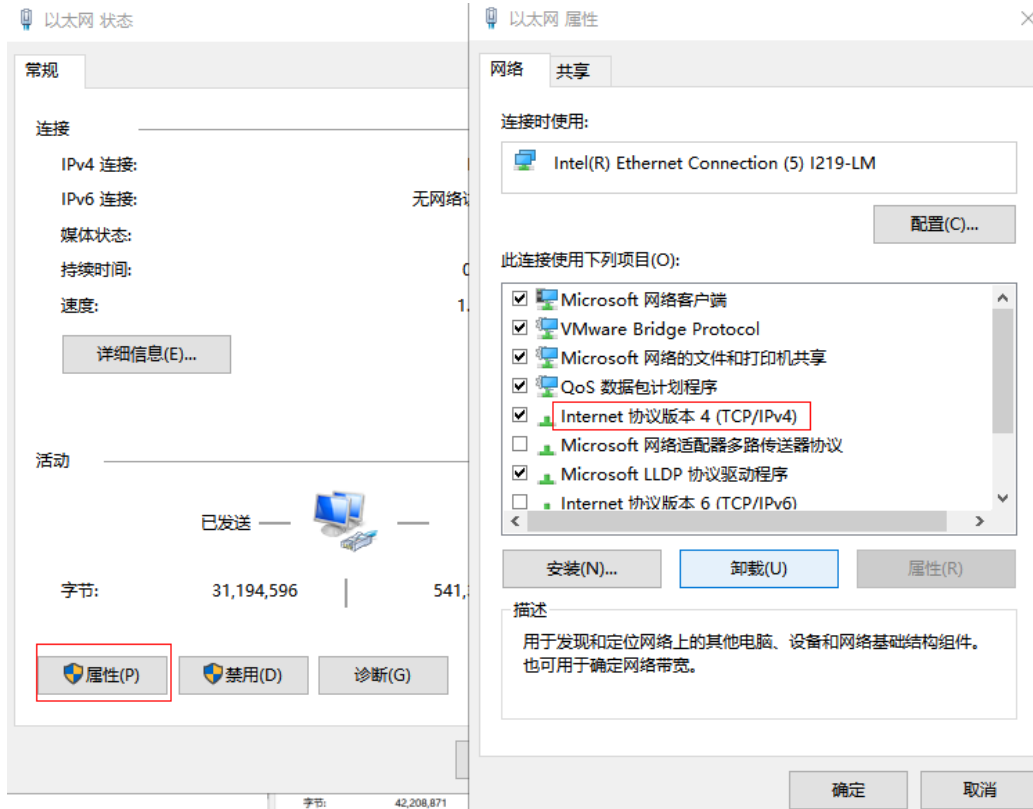 以太网 状态
常规
连接
IPv4 连接:
IPv6 连接:
无网络
媒体状态:
持续时间:
速度:
1.
详细信息(E)...
活动
已发送
字节:
31,194,596
541,
属性(P)
禁用(D)
诊断(G)
字节:
42,208,871
以太网 属性
网络
共享
连接时使用:
Intel(R) Ethernet Connection (5) I219-LM
配置(C)...
此连接使用下列项目(O):
Microsoft 网络客户端
VMware Bridge Protocol
Microsoft 网络的文件和打印机共享
QoS 数据包计划程序
Internet 协议版本 4 (TCP/IPv4)
Microsoft 网络适配器多路传送器协议
Microsoft LLDP 协议驱动程序
Internet 协议版本 6 (TCP/IPv6)
安装(N)...
卸载(U)
属性(R)
描述
用于发现和定位网络上的其他电脑、设备和网络基础结构组件。
也可用于确定网络带宽。
确定
取消